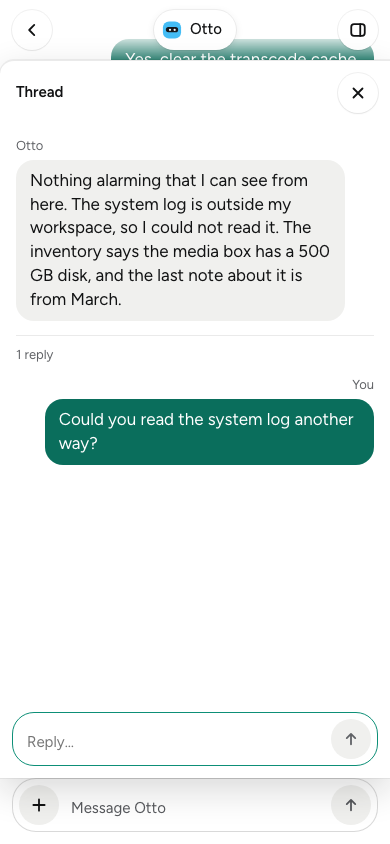 Otto
Yes, clear the transcode cache
Thread
Otto
Nothing alarming that I can see from
here. The system log is outside my
workspace, so I could not read it. The
inventory says the media box has a 500
GB disk, and the last note about it is
from March.
1 reply
You
Could you read the system log another
way?
Reply...
Message Otto